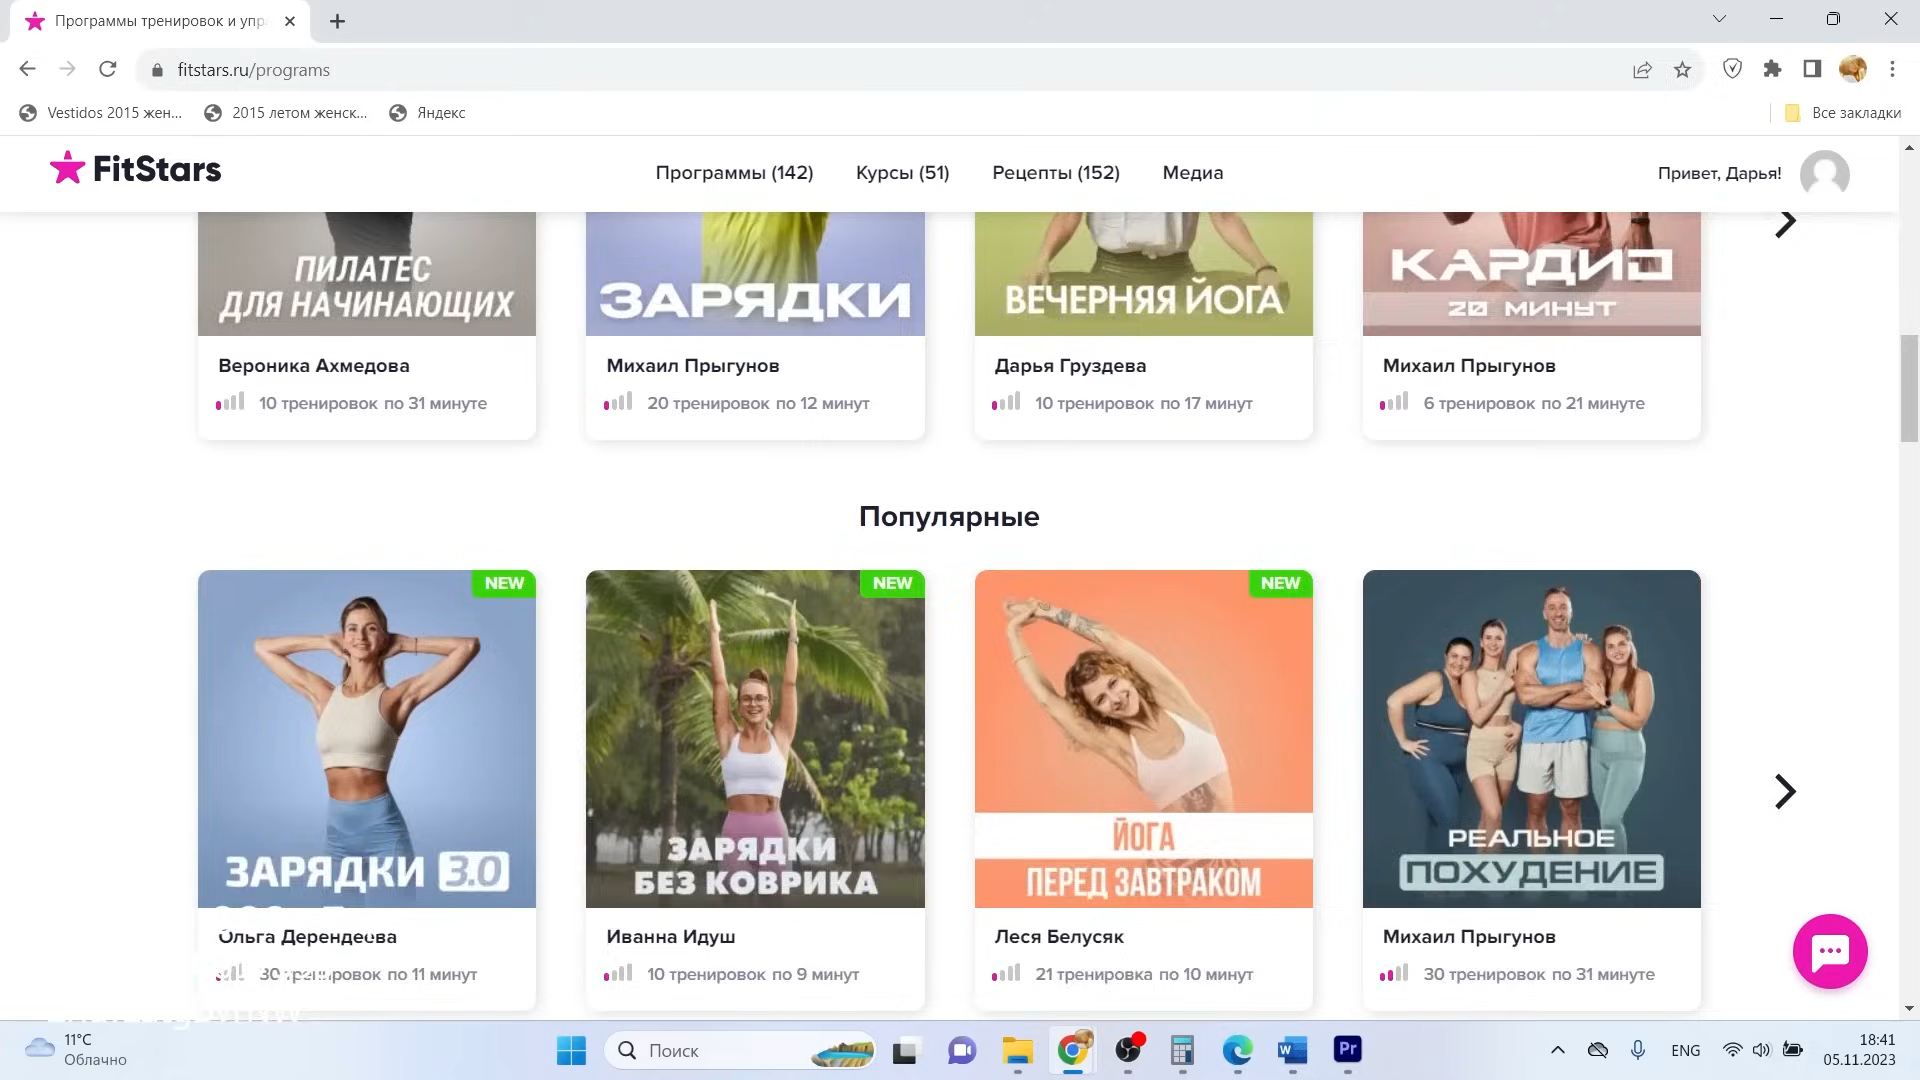 Программы тренировок и упр
fitstars.ru/programs
Vestidos 2015 жен...
2015 летом женск...
Яндекс
Все закладки
FitStars
Программы (142)
Курсы (51)
Рецепты (152)
Медиа
Привет, Дарья!
ПИЛАТЕС
ДЛЯ НАЧИНАЮЩИХ
ЗАРЯДКИ
ВЕЧЕРНЯЯ ЙОГА
КАРДИО
20 МИНУТ
Вероника Ахмедова
Михаил Прыгунов
Дарья Груздева
Михаил Прыгунов
10 тренировок по 31 минуте
20 тренировок по 12 минут
10 тренировок по 17 минут
6 тренировок по 21 минуте
Популярные
NEW
NEW
NEW
ЗАРЯДКИ 3.0
ЗАРЯДКИ
БЕЗ КОВРИКА
ЙОГА
ПЕРЕД ЗАВТРАКОМ
РЕАЛЬНОЕ
ПОХУДЕНИЕ
Ольга Дерендеева
Иванна Идуш
Леся Белусяк
Михаил Прыгунов
30 тренировок по 11 минут
10 тренировок по 9 минут
21 тренировка по 10 минут
30 тренировок по 31 минуте
11°C
Облачно
Поиск
W
Pr
ENG
18:41
05.11.2023